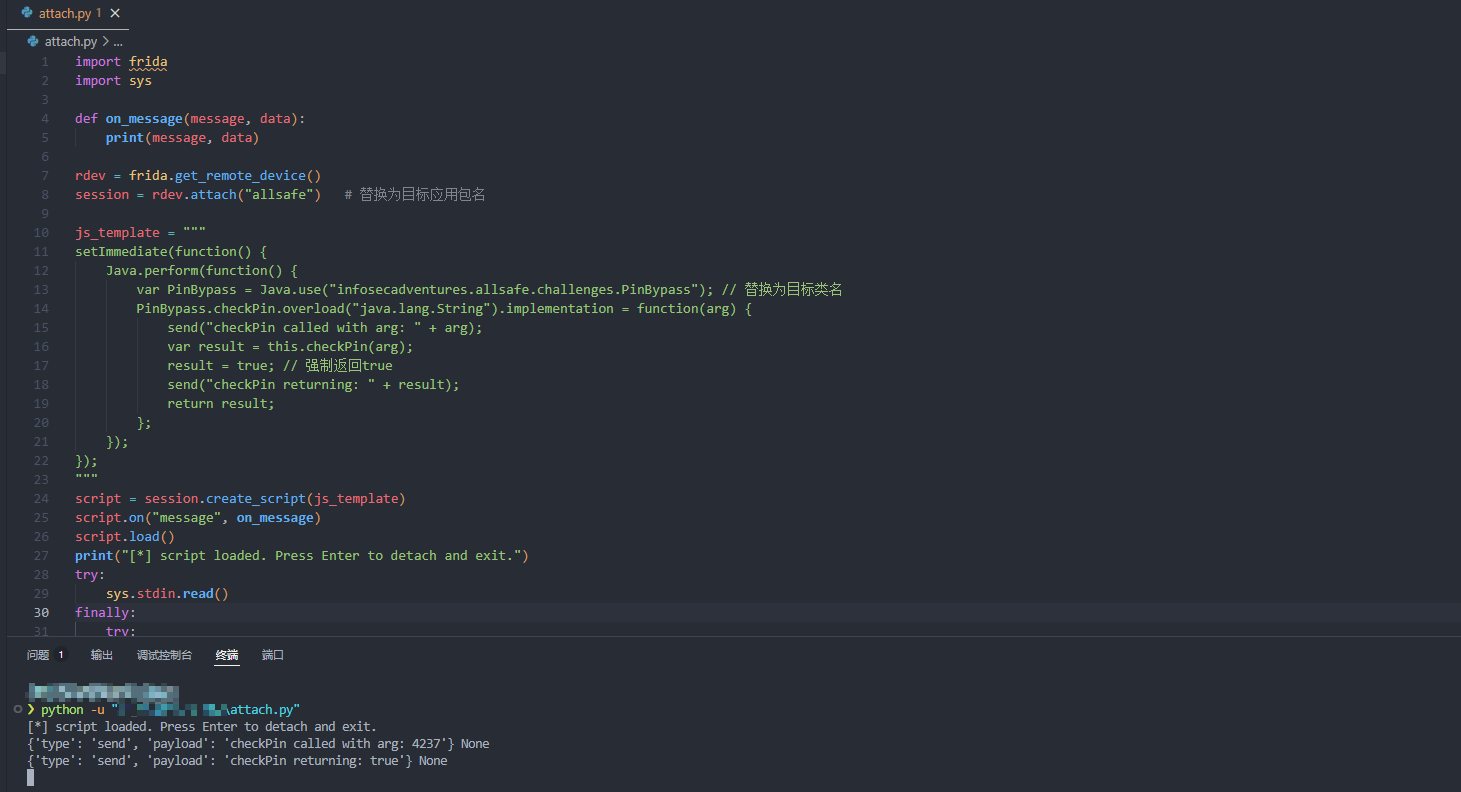 attach.py 1 ×
attach.py > ...
1 import frida
2 import sys
3
4 def on_message(message, data):
5     print(message, data)
6
7 rdev = frida.get_remote_device()
8 session = rdev.attach("allsafe")   # 替换为目标应用包名
9
10 js_template = """
11 setImmediate(function() {
12     Java.perform(function() {
13         var PinBypass = Java.use("infosecadventures.allsafe.challenges.PinBypass"); // 替换为目标类名
14         PinBypass.checkPin.overload("java.lang.String").implementation = function(arg) {
15             send("checkPin called with arg: " + arg);
16             var result = this.checkPin(arg);
17             result = true; // 强制返回true
18             send("checkPin returning: " + result);
19             return result;
20         };
21     });
22 });
23 """
24 script = session.create_script(js_template)
25 script.on("message", on_message)
26 script.load()
27 print("[*] script loaded. Press Enter to detach and exit.")
28 try:
29     sys.stdin.read()
30 finally:
31     try:
问题 1 输出 调试控制台 终端 端口
❯ python -u "\attach.py"
[*] script loaded. Press Enter to detach and exit.
{'type': 'send', 'payload': 'checkPin called with arg: 4237'} None
{'type': 'send', 'payload': 'checkPin returning: true'} None